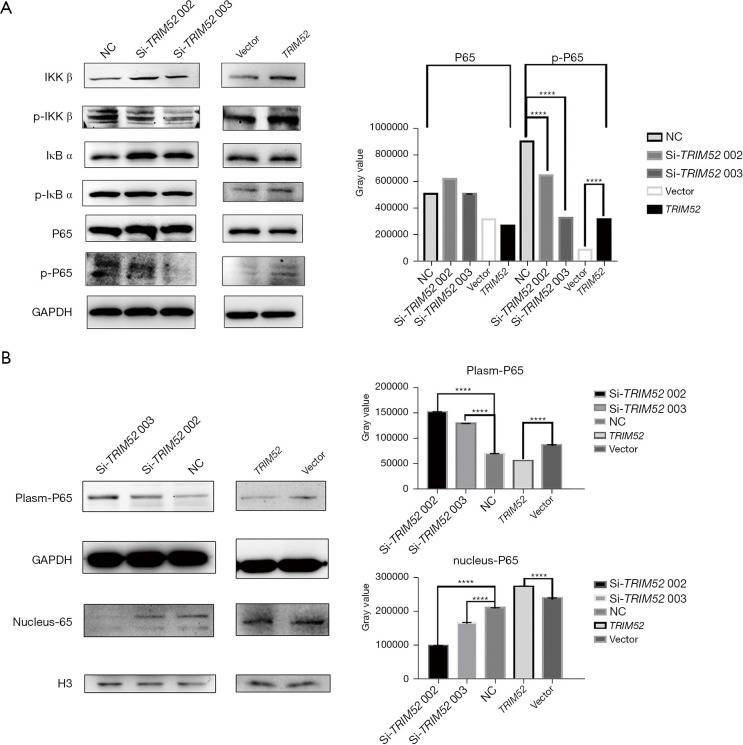 A
NC
Si-TRIM52 002
Si-TRIM52 003
Vector
TRIM52
IKK β
p-IKK β
IκB α
p-IκB α
P65
p-P65
GAPDH
P65
p-P65
****
****
****
Gray value
1000000
800000
600000
400000
200000
0
NC
Si-TRIM52 002
Si-TRIM52 003
Vector
TRIM52
NC
Si-TRIM52 002
Si-TRIM52 003
Vector
TRIM52
NC
Si-TRIM52 002
Si-TRIM52 003
Vector
TRIM52
B
Si-TRIM52 003
Si-TRIM52 002
NC
TRIM52
Vector
Plasm-P65
GAPDH
Nucleus-65
H3
Plasm-P65
Gray value
200000
150000
100000
50000
0
****
****
****
Si-TRIM52 002
Si-TRIM52 003
NC
TRIM52
Vector
Si-TRIM52 002
Si-TRIM52 003
NC
TRIM52
Vector
nucleus-P65
Gray value
300000
200000
100000
0
****
****
****
Si-TRIM52 002
Si-TRIM52 003
NC
TRIM52
Vector
Si-TRIM52 002
Si-TRIM52 003
NC
TRIM52
Vector